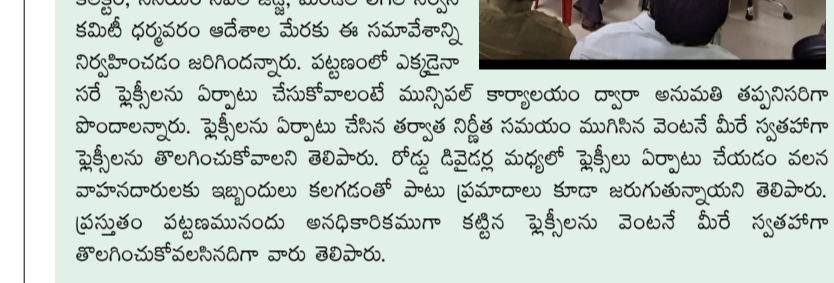 కమిటీ ధర్మవరం ఆదేశాల మేరకు ఈ సమావేశాన్ని
నిర్వహించడం జరిగిందన్నారు. పట్టణంలో ఎక్కడైనా
సరే ఫ్లెక్సీలను ఏర్పాటు చేసుకోవాలంటే మున్సిపల్ కార్యాలయం ద్వారా అనుమతి తప్పనిసరిగా
పొందాలన్నారు. ఫ్లెక్సీలను ఏర్పాటు చేసిన తర్వాత నిర్ణీత సమయం ముగిసిన వెంటనే మీరే స్వతహాగా
ఫ్లెక్సీలను తొలగించుకోవాలని తెలిపారు. రోడ్డు డివైడర్ల మధ్యలో ఫ్లెక్సీలు ఏర్పాటు చేయడం వలన
వాహనదారులకు ఇబ్బందులు కలగడంతో పాటు ప్రమాదాలు కూడా జరుగుతున్నాయని తెలిపారు.
ప్రస్తుతం పట్టణమునందు అనధికారికముగా కట్టిన ఫ్లెక్సీలను వెంటనే మీరే స్వతహాగా
తొలగించుకోవలసినదిగా వారు తెలిపారు.